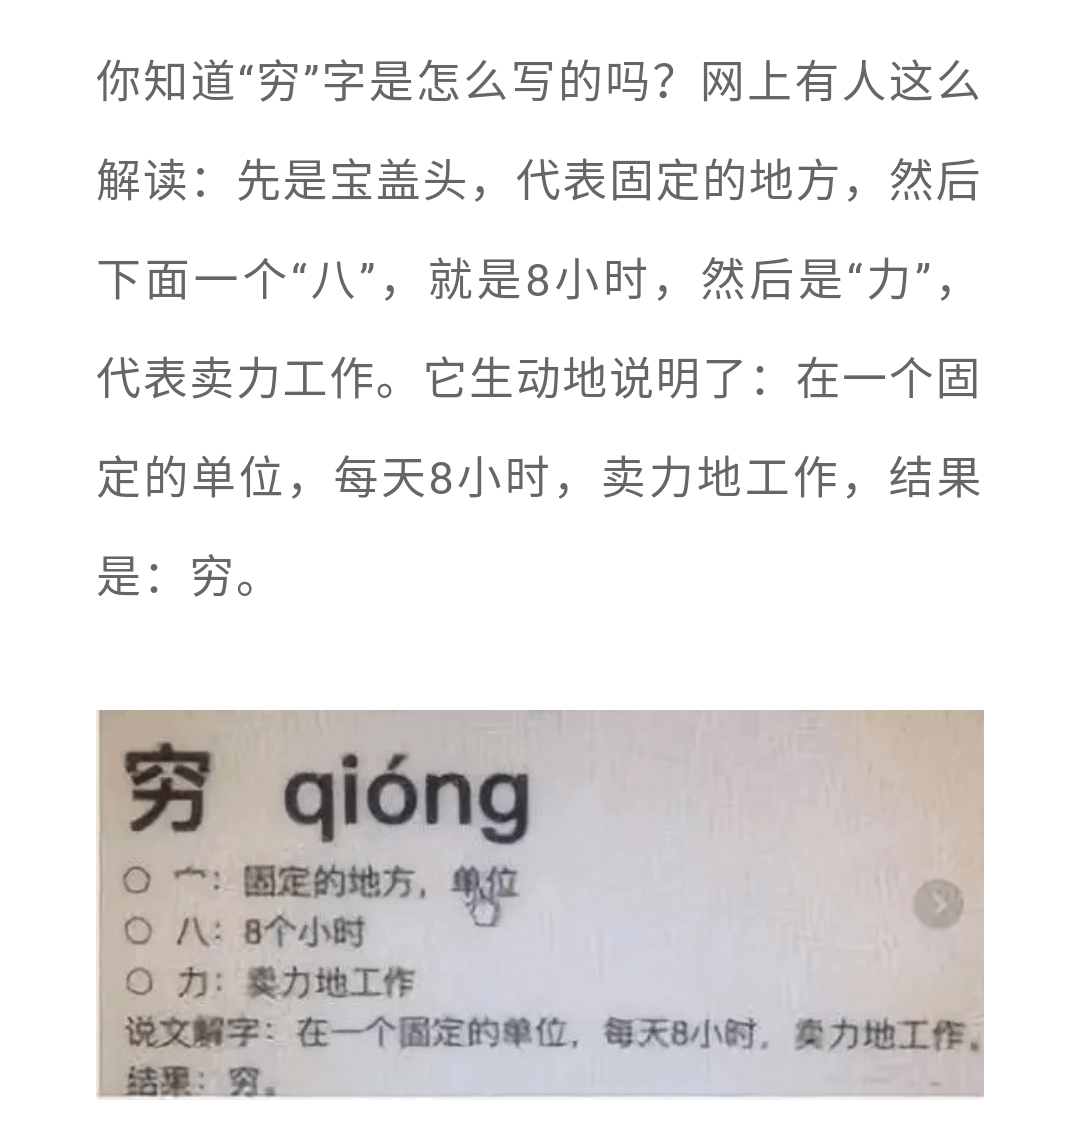 你知道“穷”字是怎么写的吗？网上有人这么
解读：先是宝盖头，代表固定的地方，然后
下面一个“八”，就是8小时，然后是“力”，
代表卖力工作。它生动地说明了：在一个固
定的单位，每天8小时，卖力地工作，结果
是：穷。
穷 qióng
○ 宀：固定的地方，单位
○ 八：8个小时
○ 力：卖力地工作
说文解字：在一个固定的单位，每天8小时，卖力地工作。
结果：穷。